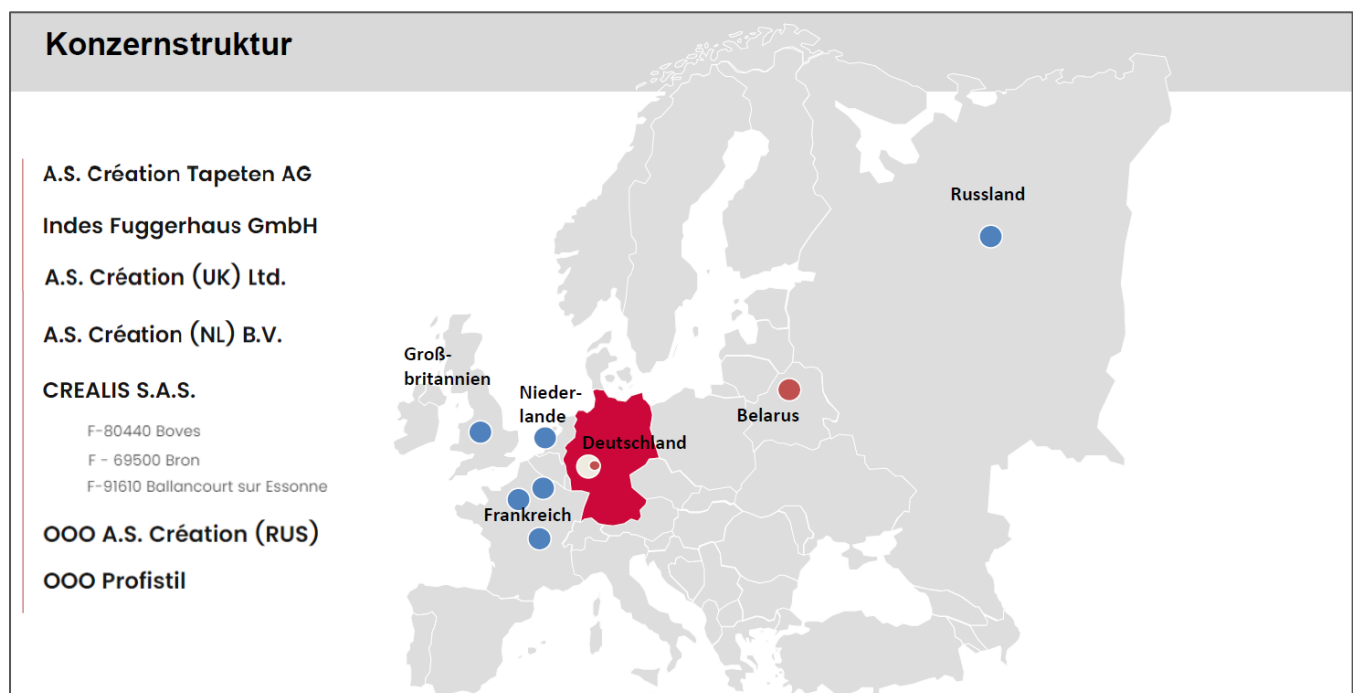 Konzernstruktur
A.S. Création Tapeten AG
Indes Fuggerhaus GmbH
A.S. Création (UK) Ltd.
A.S. Création (NL) B.V.
CREALIS S.A.S.
F-80440 Boves
F - 69500 Bron
F-91610 Ballancourt sur Essonne
OOO A.S. Création (RUS)
OOO Profistil
Russland
Groß-
britannien
Nieder-
lande
Belarus
Deutschland
Frankreich